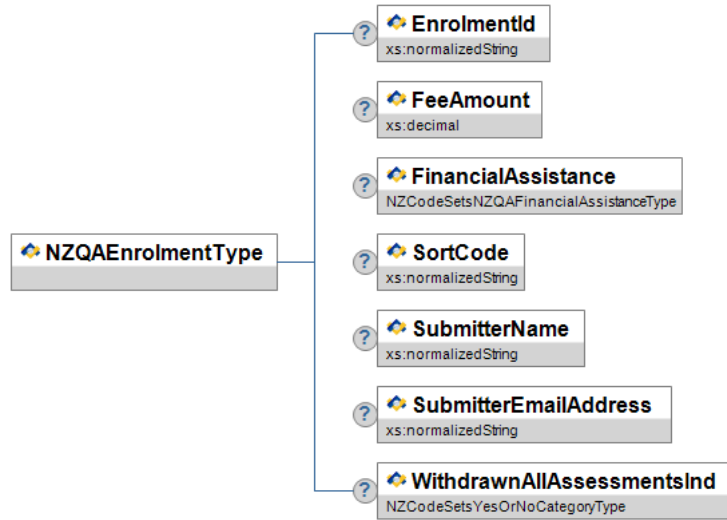 EnrolmentId
xs:normalizedString
?
FeeAmount
xs:decimal
?
FinancialAssistance
NZCodeSetsNZQAFinancialAssistanceType
?
NZQAEnrolmentType
SortCode
xs:normalizedString
?
SubmitterName
xs:normalizedString
?
SubmitterEmailAddress
xs:normalizedString
?
WithdrawnAllAssessmentsInd
NZCodeSetsYesOrNoCategoryType
?